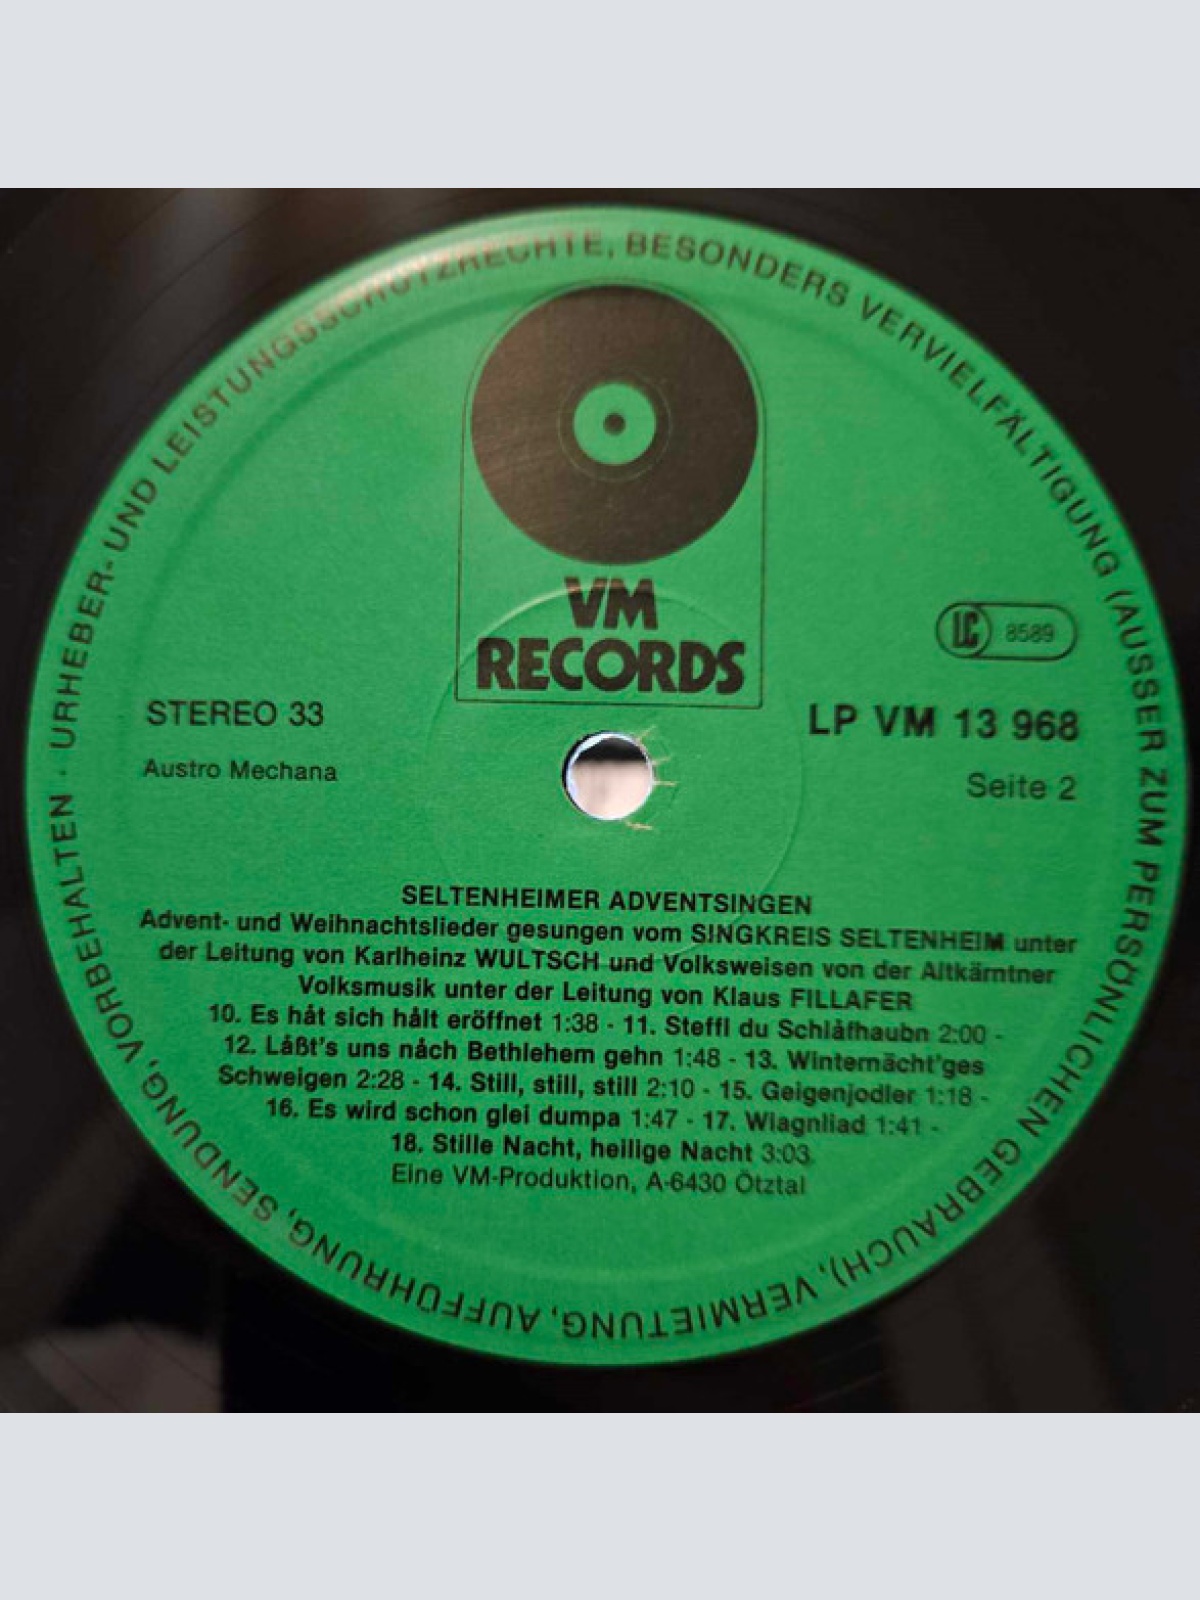 URHEBER- UND LEISTUNGSSCHUTZRECHTE, BESONDERS VERVIELFÄLTIGUNG (AUSSER ZUM PERSÖNLICHEN GEBRAUCH), VERMIETUNG, AUFFÜHRUNG, SENDUNG, VORBEHALTEN ·
VM
RECORDS
LC 8589
STEREO 33
LP VM 13 968
Austro Mechana
Seite 2
SELTENHEIMER ADVENTSINGEN
Advent- und Weihnachtslieder gesungen vom SINGKREIS SELTENHEIM unter
der Leitung von Karlheinz WULTSCH und Volksweisen von der Altkärntner
Volksmusik unter der Leitung von Klaus FILLAFER
10. Es håt sich hålt eröffnet 1:38 - 11. Steffl du Schlåfhaubn 2:00 -
12. Låßt's uns nåch Bethlehem gehn 1:48 - 13. Winternächt'ges
Schweigen 2:28 - 14. Still, still, still 2:10 - 15. Geigenjodler 1:18 -
16. Es wird schon glei dumpa 1:47 - 17. Wiagnliad 1:41 -
18. Stille Nacht, heilige Nacht 3:03
Eine VM-Produktion, A-6430 Ötztal